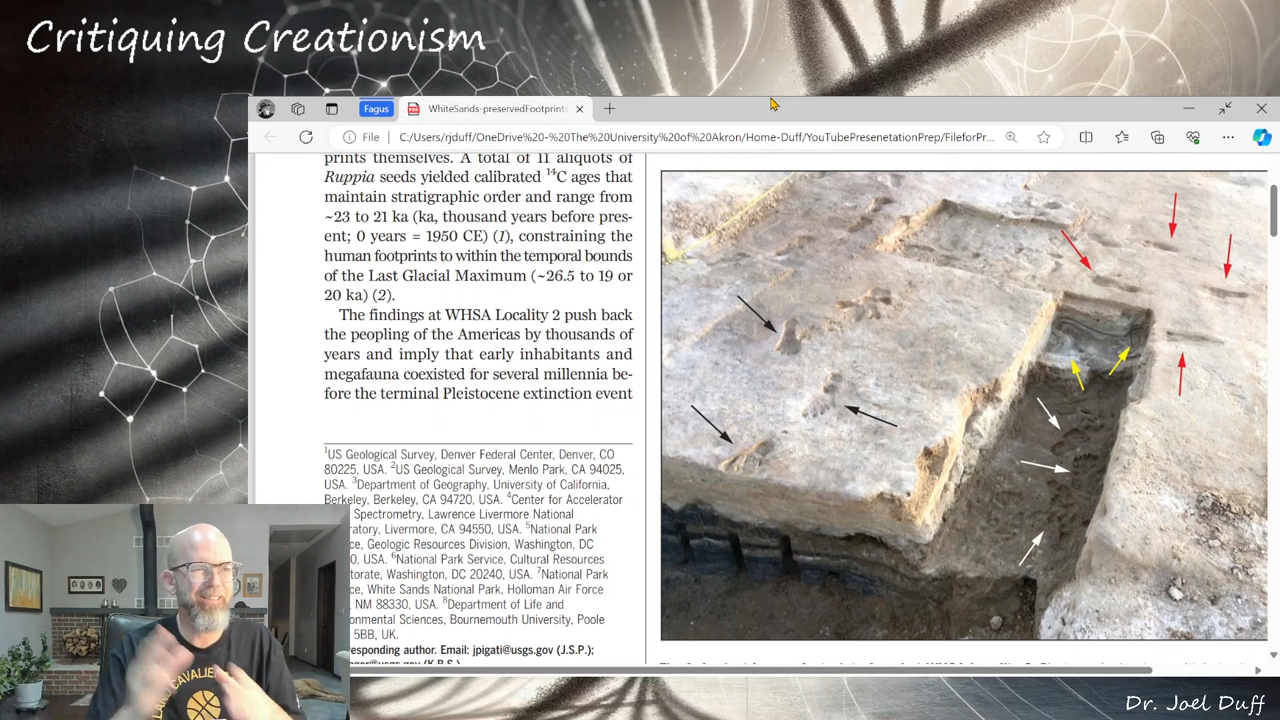 Critiquing Creationism
Fagus
WhiteSands-preservedFootprints
File
C:/Users/rjduff/OneDrive%20-%20The%20University%20of%20Akron/Home-Duff/YouTubePresenetationPrep/FileforPr...
prints themselves. A total of 11 aliquots of
Ruppia seeds yielded calibrated 14C ages that
maintain stratigraphic order and range from
~23 to 21 ka (ka, thousand years before pres-
ent; 0 years = 1950 CE) (1), constraining the
human footprints to within the temporal bounds
of the Last Glacial Maximum (~26.5 to 19 or
20 ka) (2).
The findings at WHSA Locality 2 push back
the peopling of the Americas by thousands of
years and imply that early inhabitants and
megafauna coexisted for several millennia be-
fore the terminal Pleistocene extinction event
1US Geological Survey, Denver Federal Center, Denver, CO
80225, USA. 2US Geological Survey, Menlo Park, CA 94025,
USA. 3Department of Geography, University of California,
Berkeley, Berkeley, CA 94720, USA. 4Center for Accelerator
Spectrometry, Lawrence Livermore National
ratory, Livermore, CA 94550, USA. 5National Park
ce, Geologic Resources Division, Washington, DC
0, USA. 6National Park Service, Cultural Resources
torate, Washington, DC 20240, USA. 7National Park
ce, White Sands National Park, Holloman Air Force
, NM 88330, USA. 8Department of Life and
onmental Sciences, Bournemouth University, Poole
5BB, UK.
responding author. Email: jpigati@usgs.gov (J.S.P.);
CAVALIE
Dr. Joel Duff